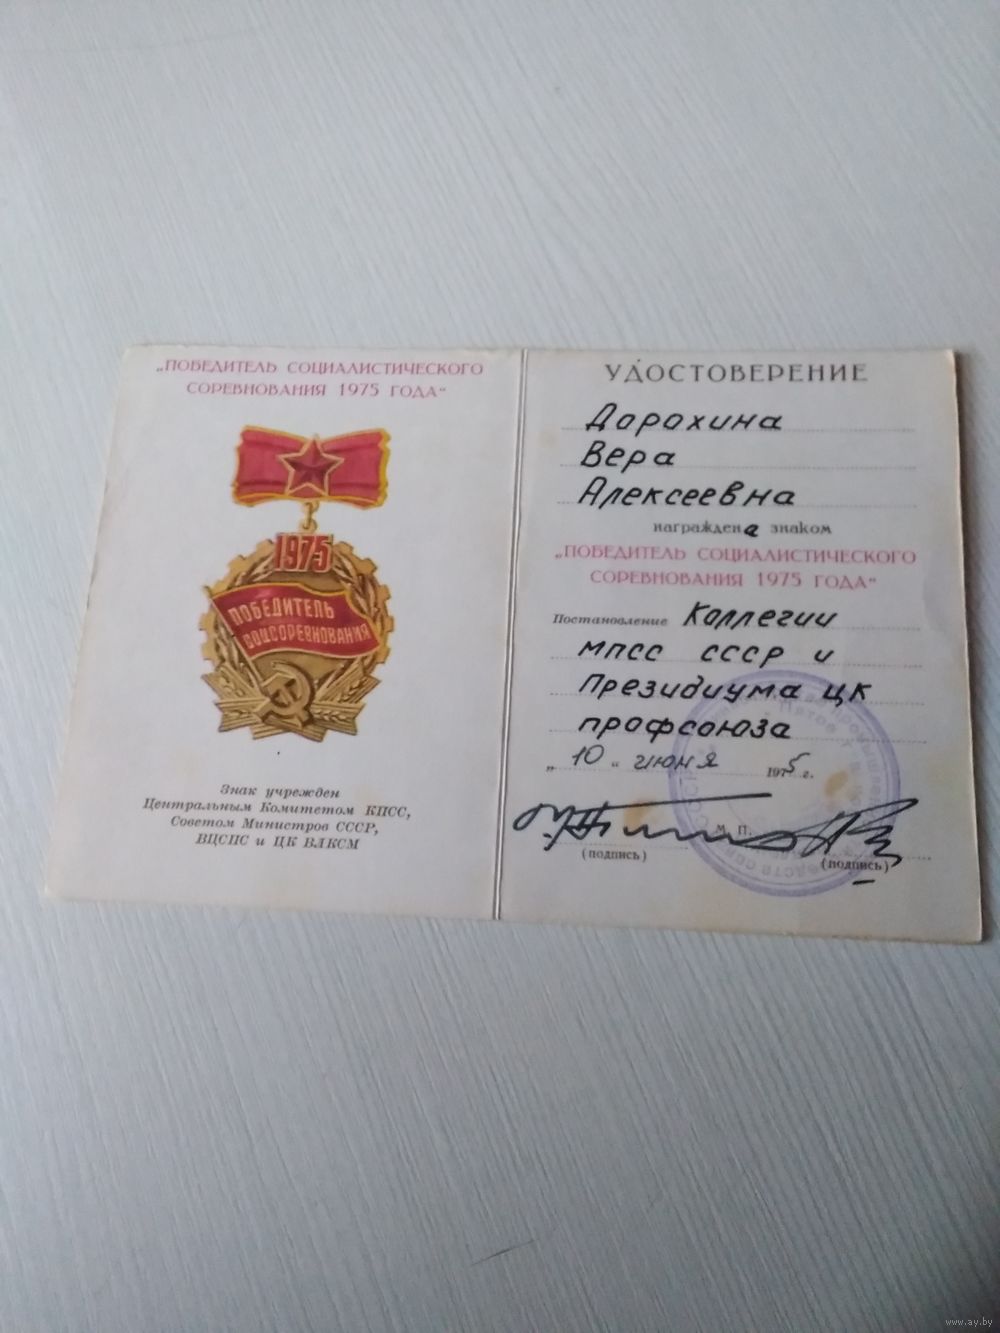 „ПОБЕДИТЕЛЬ СОЦИАЛИСТИЧЕСКОГО
СОРЕВНОВАНИЯ 1975 ГОДА“
1975
ПОБЕДИТЕЛЬ
СОЦСОРЕВНОВАНИЯ
Знак учрежден
Центральным Комитетом КПСС,
Советом Министров СССР,
ВЦСПС и ЦК ВЛКСМ
УДОСТОВЕРЕНИЕ
Дорохина
Вера
Алексеевна
награждена знаком
„ПОБЕДИТЕЛЬ СОЦИАЛИСТИЧЕСКОГО
СОРЕВНОВАНИЯ 1975 ГОДА“
Постановление Коллегии
МПСС СССР и
Президиума ЦК
профсоюза
„10“ июня 1975 г.
М. П.
(подпись)
(подпись)
www.ay.by